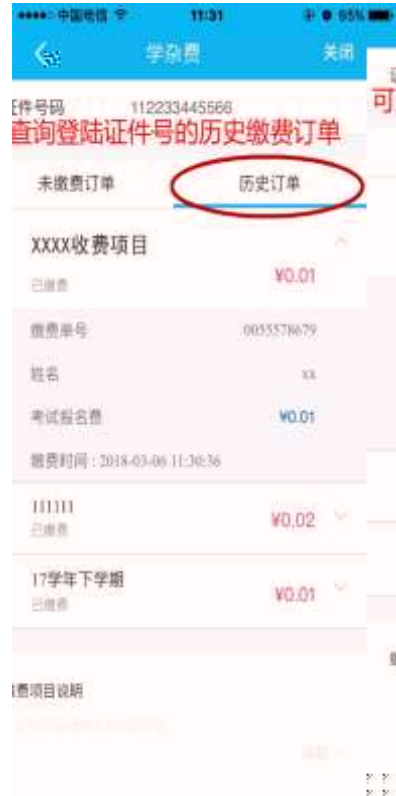 中国电信 11:31 95%
学杂费 关闭
证件号码 112233445566
查询登陆证件号的历史缴费订单
可
未缴费订单 历史订单
XXXX收费项目
已缴费 ¥0.01
缴费单号 0055578679
姓名 xx
考试报名费 ¥0.01
缴费时间 : 2018-03-06 11:30:36
111111
已缴费 ¥0.02
17学年下学期
已缴费 ¥0.01
费项目说明